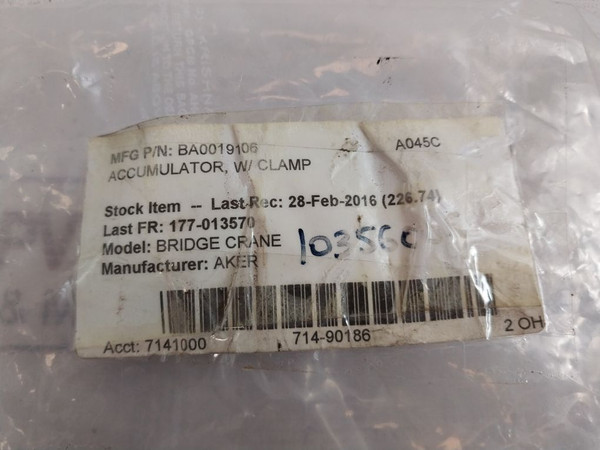 MFG P/N: BA0019106 A045C
ACCUMULATOR, W/ CLAMP
Stock Item -- Last Rec: 28-Feb-2016 (226.74)
Last FR: 177-013570
Model: BRIDGE CRANE
Manufacturer: AKER
Acct: 7141000 714-90186 2 OH